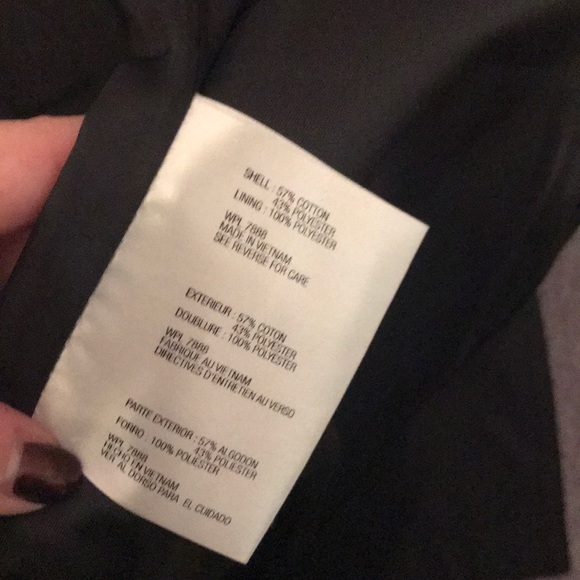 SHELL : 57% COTTON
43% POLYESTER
LINING : 100% POLYESTER
WPL 7888
MADE IN VIETNAM
SEE REVERSE FOR CARE
EXTERIEUR : 57% COTON
43% POLYESTER
DOUBLURE : 100% POLYESTER
WPL 7888
FABRIQUE AU VIETNAM
DIRECTIVES D'ENTRETIEN AU VERSO
PARTE EXTERIOR : 57% ALGODON
43% POLIESTER
FORRO : 100% POLIESTER
WPL 7888
HECHO EN VIETNAM
VEA AL DORSO PARA EL CUIDADO